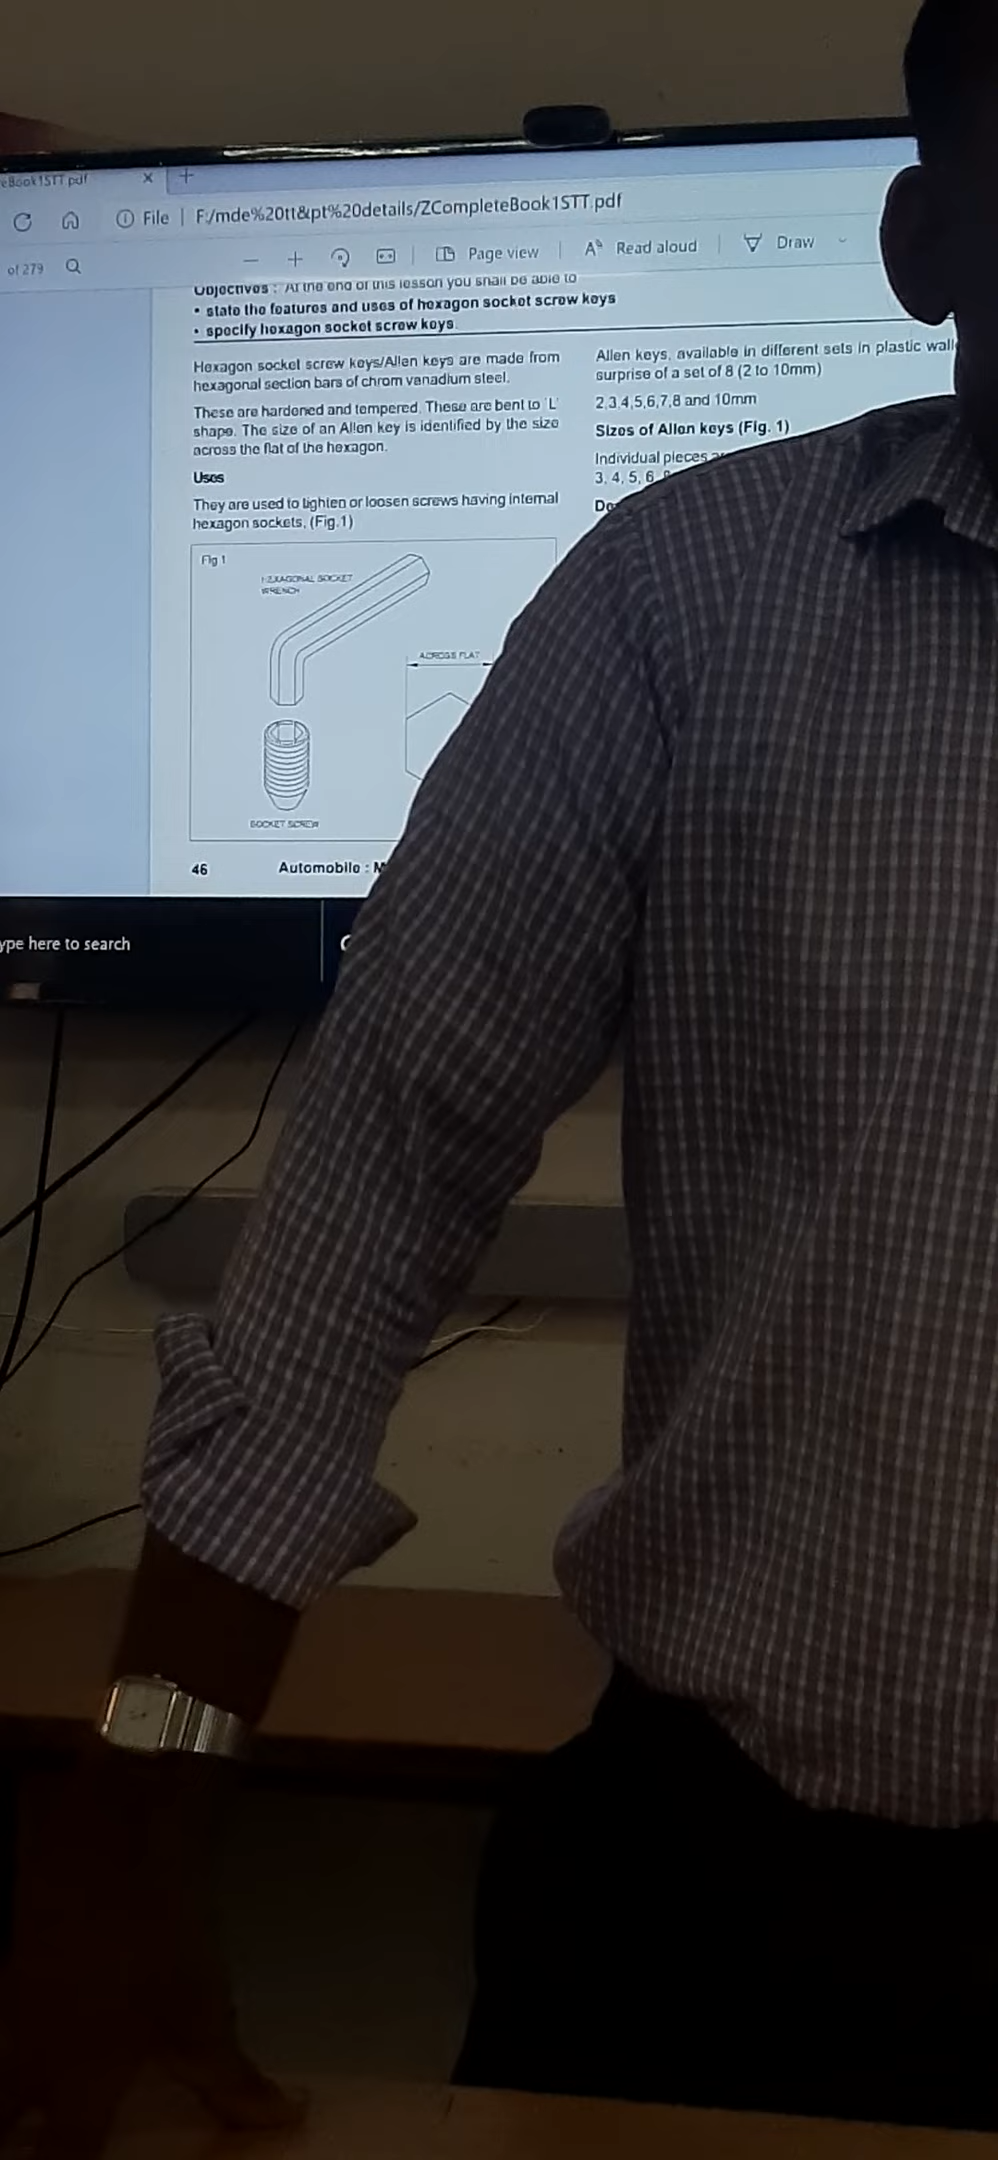 eBook1STT.pdf
File | F:/mde%20tt&pt%20details/ZCompleteBook1STT.pdf
of 279
Page view
Read aloud
Draw
Objectives : At the end of this lesson you shall be able to
• state the features and uses of hexagon socket screw keys
• specify hexagon socket screw keys.
Hexagon socket screw keys/Allen keys are made from
hexagonal section bars of chrom vanadium steel.
These are hardened and tempered. These are bent to 'L'
shape. The size of an Allen key is identified by the size
across the flat of the hexagon.
Uses
They are used to tighten or loosen screws having internal
hexagon sockets, (Fig.1)
Fig 1
HEXAGONAL SOCKET
WRENCH
ACROSS FLAT
SOCKET SCREW
46 Automobile :
Allen keys, available in different sets in plastic
surprise of a set of 8 (2 to 10mm)
2,3,4,5,6,7,8 and 10mm
Sizes of Allen keys (Fig. 1)
Individual pieces
3, 4, 5, 6
ype here to search